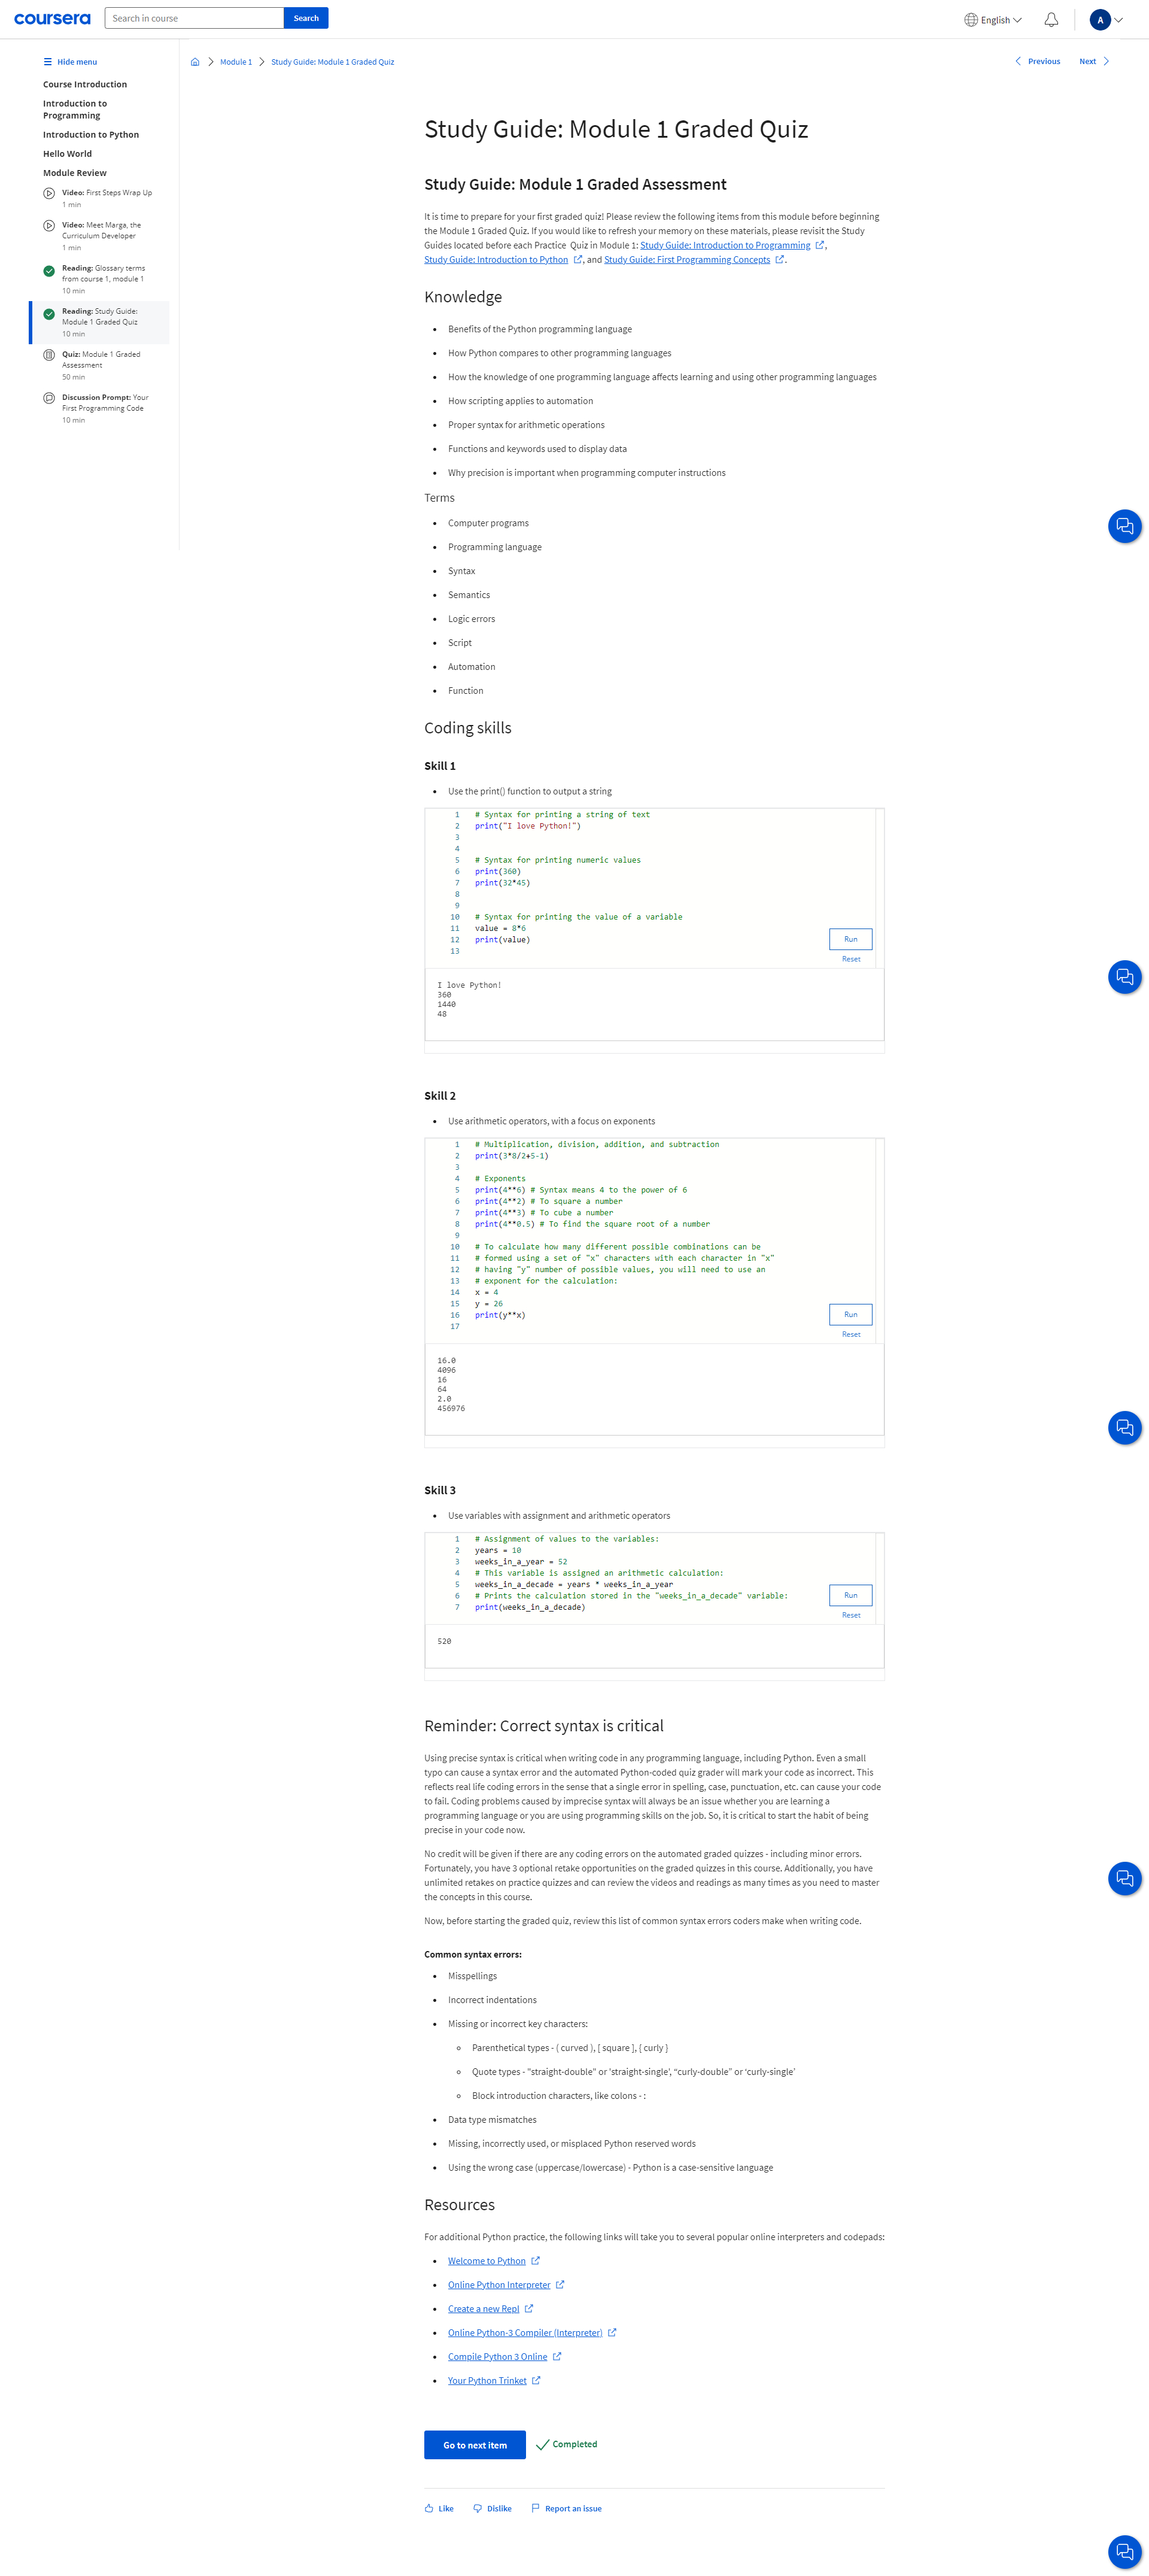 coursera
Search in course
Search
English
A
Hide menu
Course Introduction
Introduction to
Programming
Introduction to Python
Hello World
Module Review
Video: First Steps Wrap Up
1 min
Video: Meet Marga, the
Curriculum Developer
1 min
Reading: Glossary terms
from course 1, module 1
10 min
Reading: Study Guide:
Module 1 Graded Quiz
10 min
Quiz: Module 1 Graded
Assessment
50 min
Discussion Prompt: Your
First Programming Code
10 min
Module 1
Study Guide: Module 1 Graded Quiz
Previous
Next
Study Guide: Module 1 Graded Quiz
Study Guide: Module 1 Graded Assessment
It is time to prepare for your first graded quiz! Please review the following items from this module before beginning
the Module 1 Graded Quiz. If you would like to refresh your memory on these materials, please revisit the Study
Guides located before each Practice Quiz in Module 1: Study Guide: Introduction to Programming,
Study Guide: Introduction to Python, and Study Guide: First Programming Concepts.
Knowledge
• Benefits of the Python programming language
• How Python compares to other programming languages
• How the knowledge of one programming language affects learning and using other programming languages
• How scripting applies to automation
• Proper syntax for arithmetic operations
• Functions and keywords used to display data
• Why precision is important when programming computer instructions
Terms
• Computer programs
• Programming language
• Syntax
• Semantics
• Logic errors
• Script
• Automation
• Function
Coding skills
Skill 1
• Use the print() function to output a string
1 # Syntax for printing a string of text
2 print("I love Python!")
3
4
5 # Syntax for printing numeric values
6 print(360)
7 print(32*45)
8
9
10 # Syntax for printing the value of a variable
11 value = 8*6
12 print(value)
13
Run
Reset
I love Python!
360
1440
48
Skill 2
• Use arithmetic operators, with a focus on exponents
1 # Multiplication, division, addition, and subtraction
2 print(3*8/2+5-1)
3
4 # Exponents
5 print(4**6) # Syntax means 4 to the power of 6
6 print(4**2) # To square a number
7 print(4**3) # To cube a number
8 print(4**0.5) # To find the square root of a number
9
10 # To calculate how many different possible combinations can be
11 # formed using a set of "x" characters with each character in "x"
12 # having "y" number of possible values, you will need to use an
13 # exponent for the calculation:
14 x = 4
15 y = 26
16 print(y**x)
17
Run
Reset
16.0
4096
16
64
2.0
456976
Skill 3
• Use variables with assignment and arithmetic operators
1 # Assignment of values to the variables:
2 years = 10
3 weeks_in_a_year = 52
4 # This variable is assigned an arithmetic calculation:
5 weeks_in_a_decade = years * weeks_in_a_year
6 # Prints the calculation stored in the "weeks_in_a_decade" variable:
7 print(weeks_in_a_decade)
Run
Reset
520
Reminder: Correct syntax is critical
Using precise syntax is critical when writing code in any programming language, including Python. Even a small
typo can cause a syntax error and the automated Python-coded quiz grader will mark your code as incorrect. This
reflects real life coding errors in the sense that a single error in spelling, case, punctuation, etc. can cause your code
to fail. Coding problems caused by imprecise syntax will always be an issue whether you are learning a
programming language or you are using programming skills on the job. So, it is critical to start the habit of being
precise in your code now.
No credit will be given if there are any coding errors on the automated graded quizzes - including minor errors.
Fortunately, you have 3 optional retake opportunities on the graded quizzes in this course. Additionally, you have
unlimited retakes on practice quizzes and can review the videos and readings as many times as you need to master
the concepts in this course.
Now, before starting the graded quiz, review this list of common syntax errors coders make when writing code.
Common syntax errors:
• Misspellings
• Incorrect indentations
• Missing or incorrect key characters:
○ Parenthetical types - ( curved ), [ square ], { curly }
○ Quote types - "straight-double" or 'straight-single', “curly-double” or ‘curly-single’
○ Block introduction characters, like colons - :
• Data type mismatches
• Missing, incorrectly used, or misplaced Python reserved words
• Using the wrong case (uppercase/lowercase) - Python is a case-sensitive language
Resources
For additional Python practice, the following links will take you to several popular online interpreters and codepads:
• Welcome to Python
• Online Python Interpreter
• Create a new Repl
• Online Python-3 Compiler (Interpreter)
• Compile Python 3 Online
• Your Python Trinket
Go to next item
Completed
Like
Dislike
Report an issue